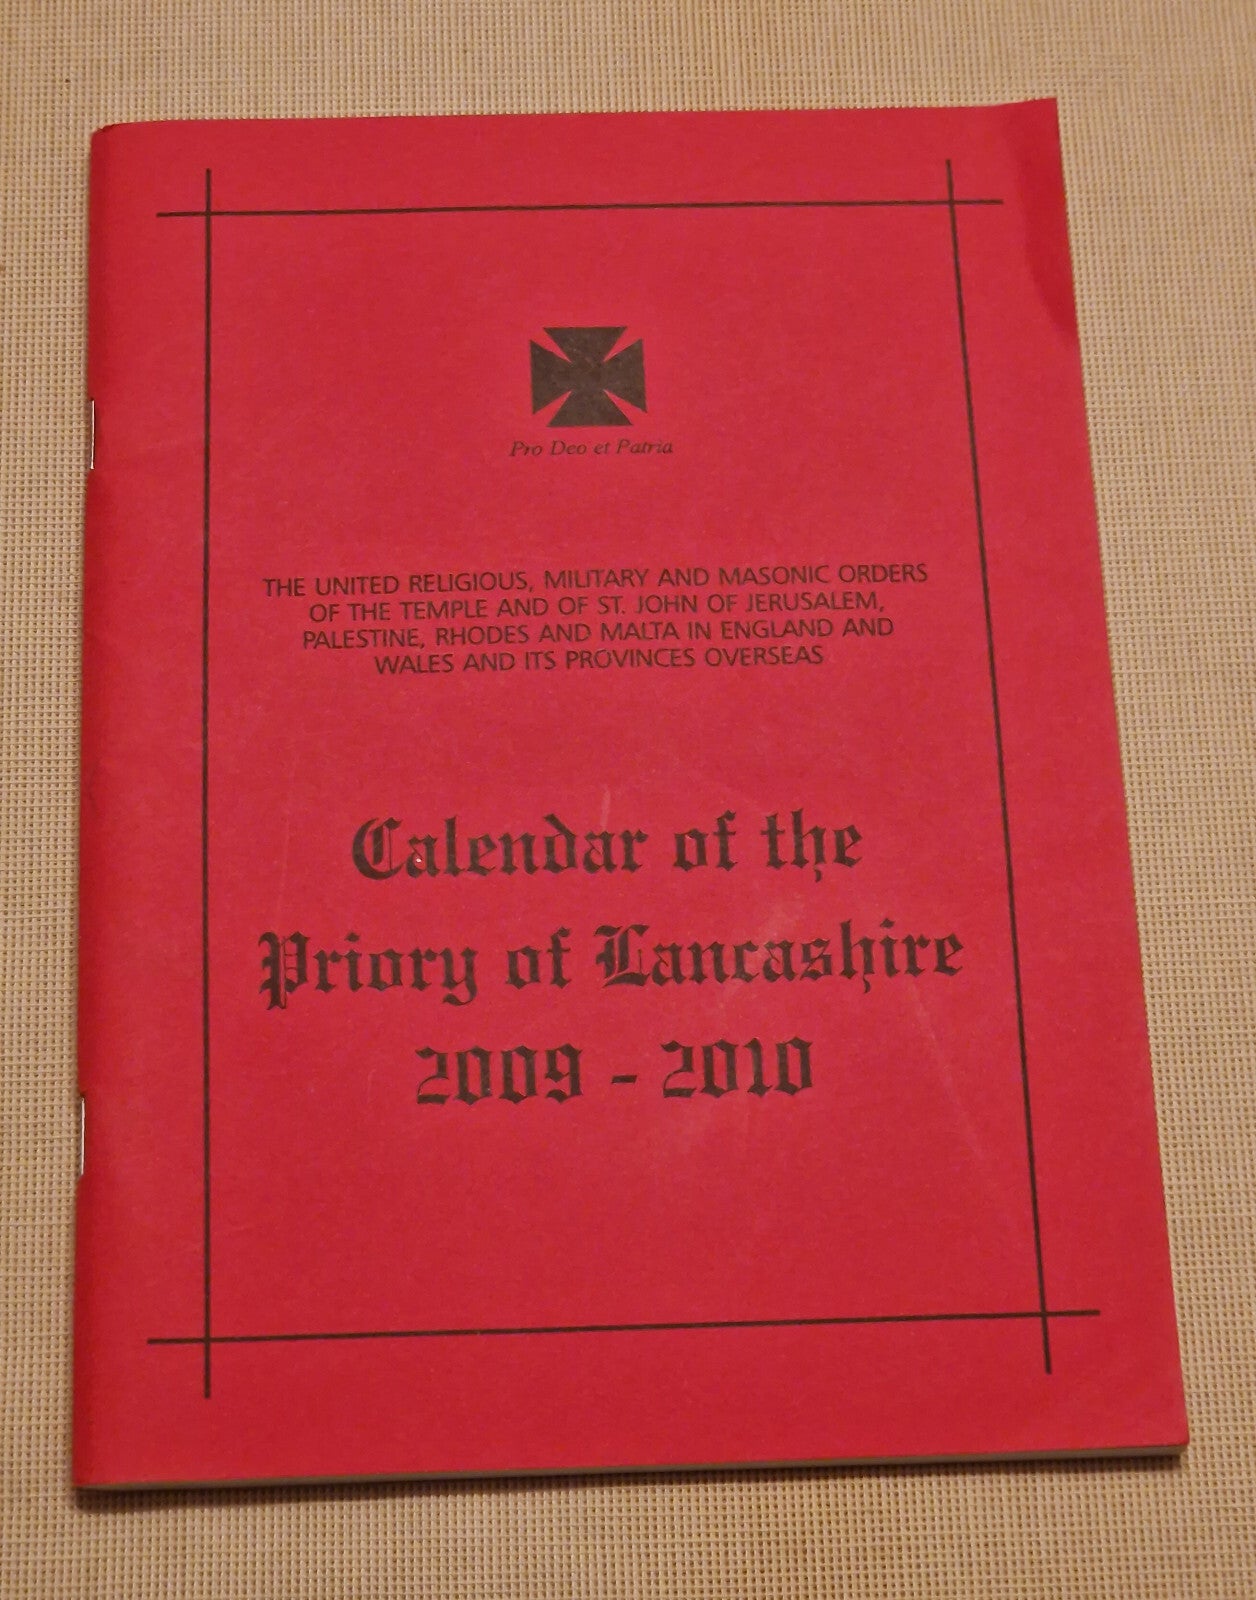 Pro Deo et Patria
THE UNITED RELIGIOUS, MILITARY AND MASONIC ORDERS
OF THE TEMPLE AND OF ST. JOHN OF JERUSALEM,
PALESTINE, RHODES AND MALTA IN ENGLAND AND
WALES AND ITS PROVINCES OVERSEAS
Calendar of the
Priory of Lancashire
2009 - 2010